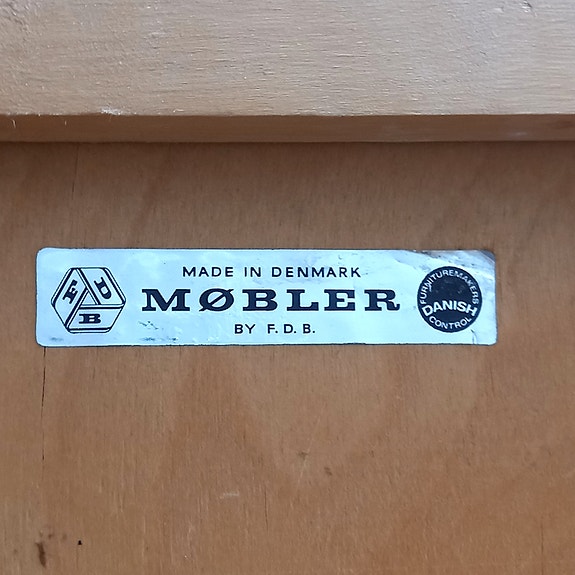 F D B
MADE IN DENMARK
MØBLER
BY F.D.B.
FURNITUREMAKERS
DANISH
CONTROL